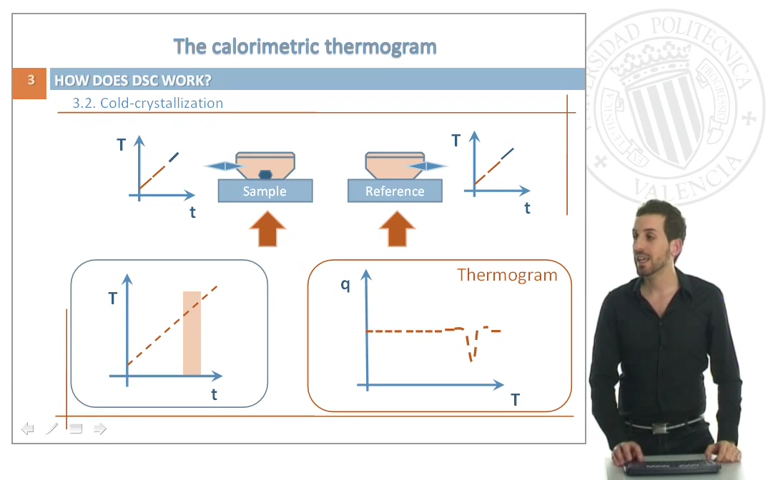 The calorimetric thermogram
3 HOW DOES DSC WORK?
3.2. Cold-crystallization
T
t
Sample
Reference
T
t
T
t
Thermogram
q
T
UNIVERSIDAD POLITECNICA
VALENCIA